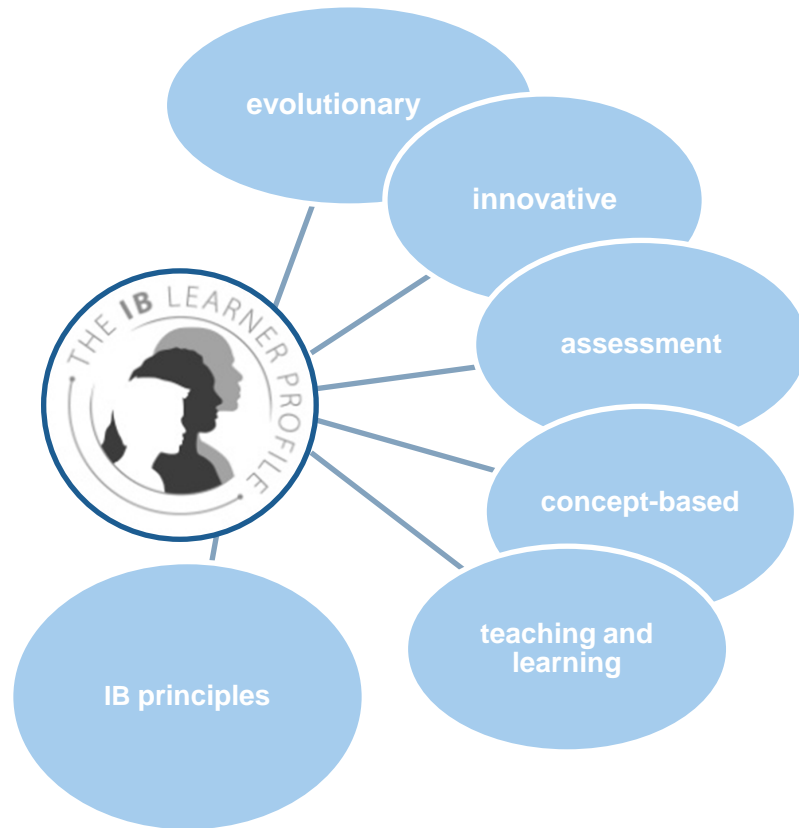 evolutionary
innovative
assessment
concept-based
teaching and
learning
IB principles
THE IB LEARNER PROFILE